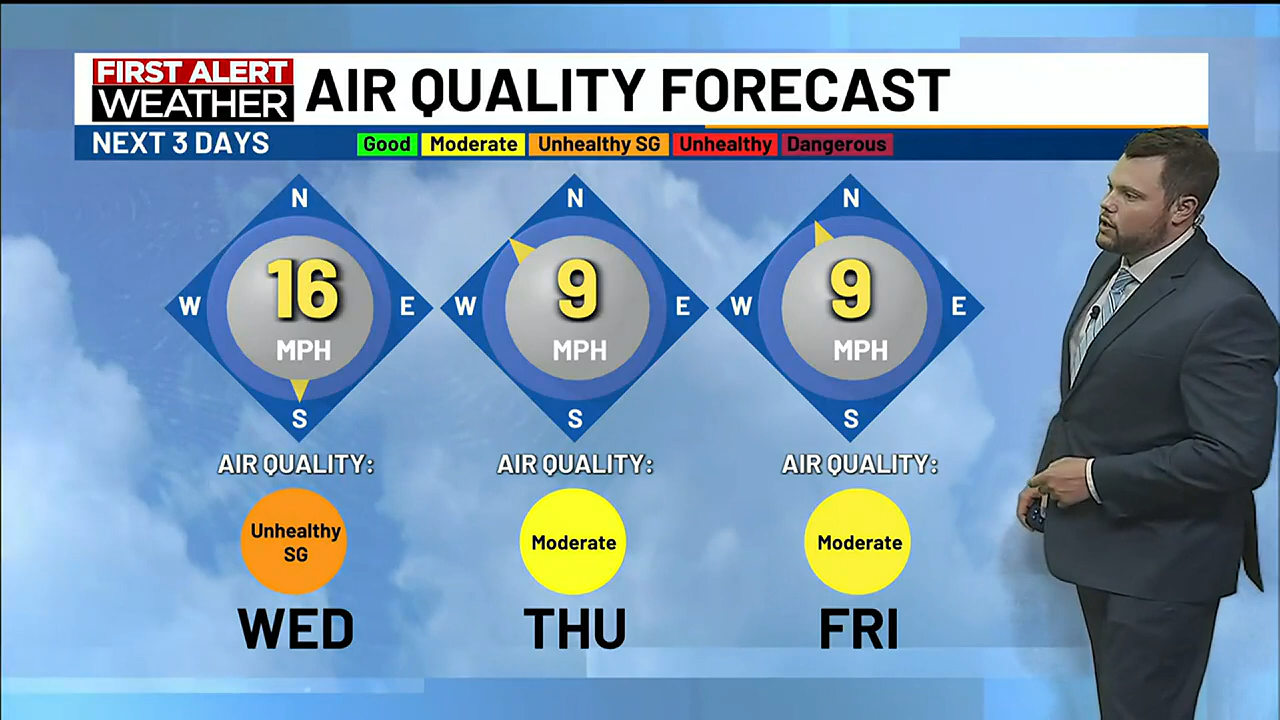 FIRST ALERT
WEATHER
AIR QUALITY FORECAST
NEXT 3 DAYS
Good Moderate Unhealthy SG Unhealthy Dangerous
N N N
W 16 E W 9 E W 9 E
MPH MPH MPH
S S S
AIR QUALITY: AIR QUALITY: AIR QUALITY:
Unhealthy
SG
Moderate Moderate
WED THU FRI